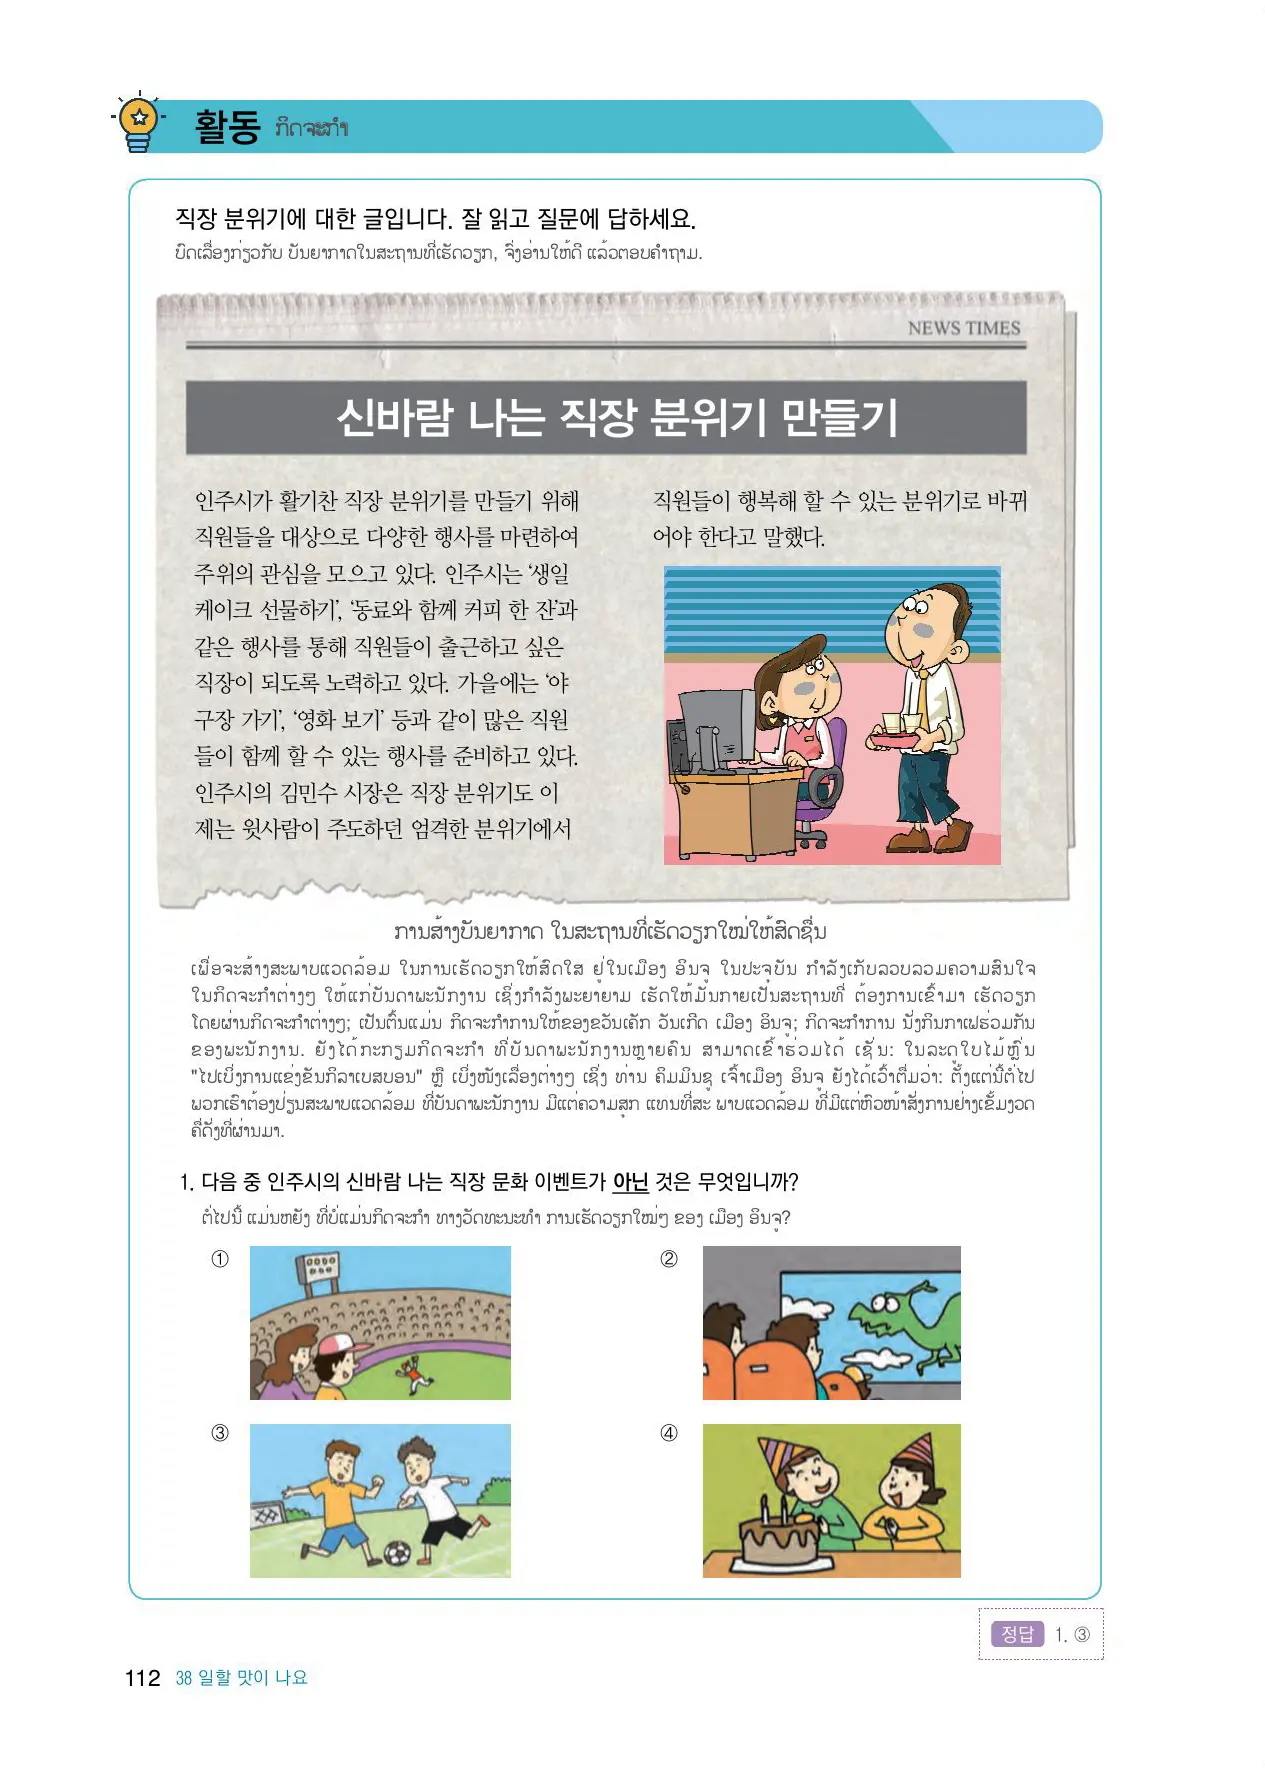 활동 ກິດຈະກຳ
직장 분위기에 대한 글입니다. 잘 읽고 질문에 답하세요.
ບົດເລື່ອງກ່ຽວກັບ ບັນຍາກາດໃນສະຖານທີ່ເຮັດວຽກ, ຈົ່ງອ່ານໃຫ້ດີ ແລ້ວຕອບຄຳຖາມ.
NEWS TIMES
신바람 나는 직장 분위기 만들기
인주시가 활기찬 직장 분위기를 만들기 위해
직원들을 대상으로 다양한 행사를 마련하여
주위의 관심을 모으고 있다. 인주시는 ‘생일
케이크 선물하기’, ‘동료와 함께 커피 한 잔’과
같은 행사를 통해 직원들이 출근하고 싶은
직장이 되도록 노력하고 있다. 가을에는 ‘야
구장 가기’, ‘영화 보기’ 등과 같이 많은 직원
들이 함께 할 수 있는 행사를 준비하고 있다.
인주시의 김민수 시장은 직장 분위기도 이
제는 윗사람이 주도하던 엄격한 분위기에서
직원들이 행복해 할 수 있는 분위기로 바뀌
어야 한다고 말했다.
ການສ້າງບັນຍາກາດ ໃນສະຖານທີ່ເຮັດວຽກໃໝ່ໃຫ້ສົດຊື່ນ
ເພື່ອຈະສ້າງສະພາບແວດລ້ອມ ໃນການເຮັດວຽກໃຫ້ສົດໃສ ຢູ່ໃນເມືອງ ອິນຈູ ໃນປະຈຸບັນ ກຳລັງເກັບລວບລວມຄວາມສົນໃຈ
ໃນກິດຈະກຳຕ່າງໆ ໃຫ້ແກ່ບັນດາພະນັກງານ ເຊິ່ງກຳລັງພະຍາຍາມ ເຮັດໃຫ້ມັນກາຍເປັນສະຖານທີ່ ຕ້ອງການເຂົ້າມາ ເຮັດວຽກ
ໂດຍຜ່ານກິດຈະກຳຕ່າງໆ; ເປັນຕົ້ນແມ່ນ ກິດຈະກຳການໃຫ້ຂອງຂວັນເຄັກ ວັນເກີດ ເມືອງ ອິນຈູ; ກິດຈະກຳການ ນັ່ງກິນກາເຟຮ່ວມກັນ
ຂອງພະນັກງານ. ຍັງໄດ້ກະກຽມກິດຈະກຳ ທີ່ບັນດາພະນັກງານຫຼາຍຄົນ ສາມາດເຂົ້າຮ່ວມໄດ້ ເຊັ່ນ: ໃນລະດູໃບໄມ້ຫຼົ່ນ
"ໄປເບິ່ງການແຂ່ງຂັນກິລາເບສບອນ" ຫຼື ເບິ່ງໜັງເລື່ອງຕ່າງໆ ເຊິ່ງ ທ່ານ ຄິມມິນຊູ ເຈົ້າເມືອງ ອິນຈູ ຍັງໄດ້ເວົ້າຕື່ມວ່າ: ຕັ້ງແຕ່ນີ້ຕໍ່ໄປ
ພວກເຮົາຕ້ອງປ່ຽນສະພາບແວດລ້ອມ ທີ່ບັນດາພະນັກງານ ມີແຕ່ຄວາມສຸກ ແທນທີ່ສະ ພາບແວດລ້ອມ ທີ່ມີແຕ່ຫົວໜ້າສັ່ງການຢ່າງເຂັ້ມງວດ
ຄືດັ່ງທີ່ຜ່ານມາ.
1. 다음 중 인주시의 신바람 나는 직장 문화 이벤트가 아닌 것은 무엇입니까?
ຕໍ່ໄປນີ້ ແມ່ນຫຍັງ ທີ່ບໍ່ແມ່ນກິດຈະກຳ ທາງວັດທະນະທຳ ການເຮັດວຽກໃໝ່ໆ ຂອງ ເມືອງ ອິນຈູ?
①
②
③
④
정답 1. ③
112 38 일할 맛이 나요